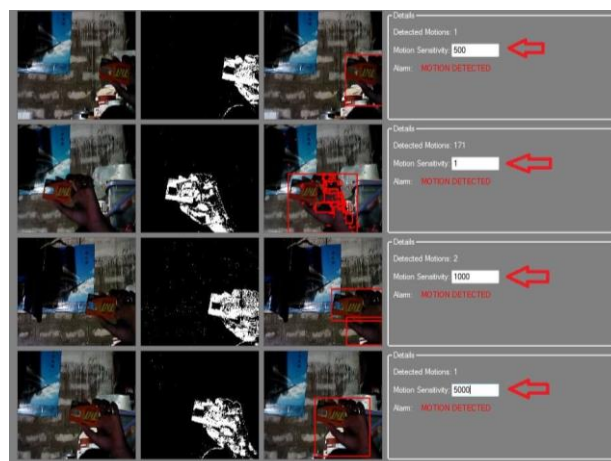 Details
Detected Motions: 1
Motion Sensitivity: 500
Alarm: MOTION DETECTED
Details
Detected Motions: 171
Motion Sensitivity: 1
Alarm: MOTION DETECTED
Details
Detected Motions: 2
Motion Sensitivity: 1000
Alarm: MOTION DETECTED
Details
Detected Motions: 1
Motion Sensitivity: 5000
Alarm: MOTION DETECTED